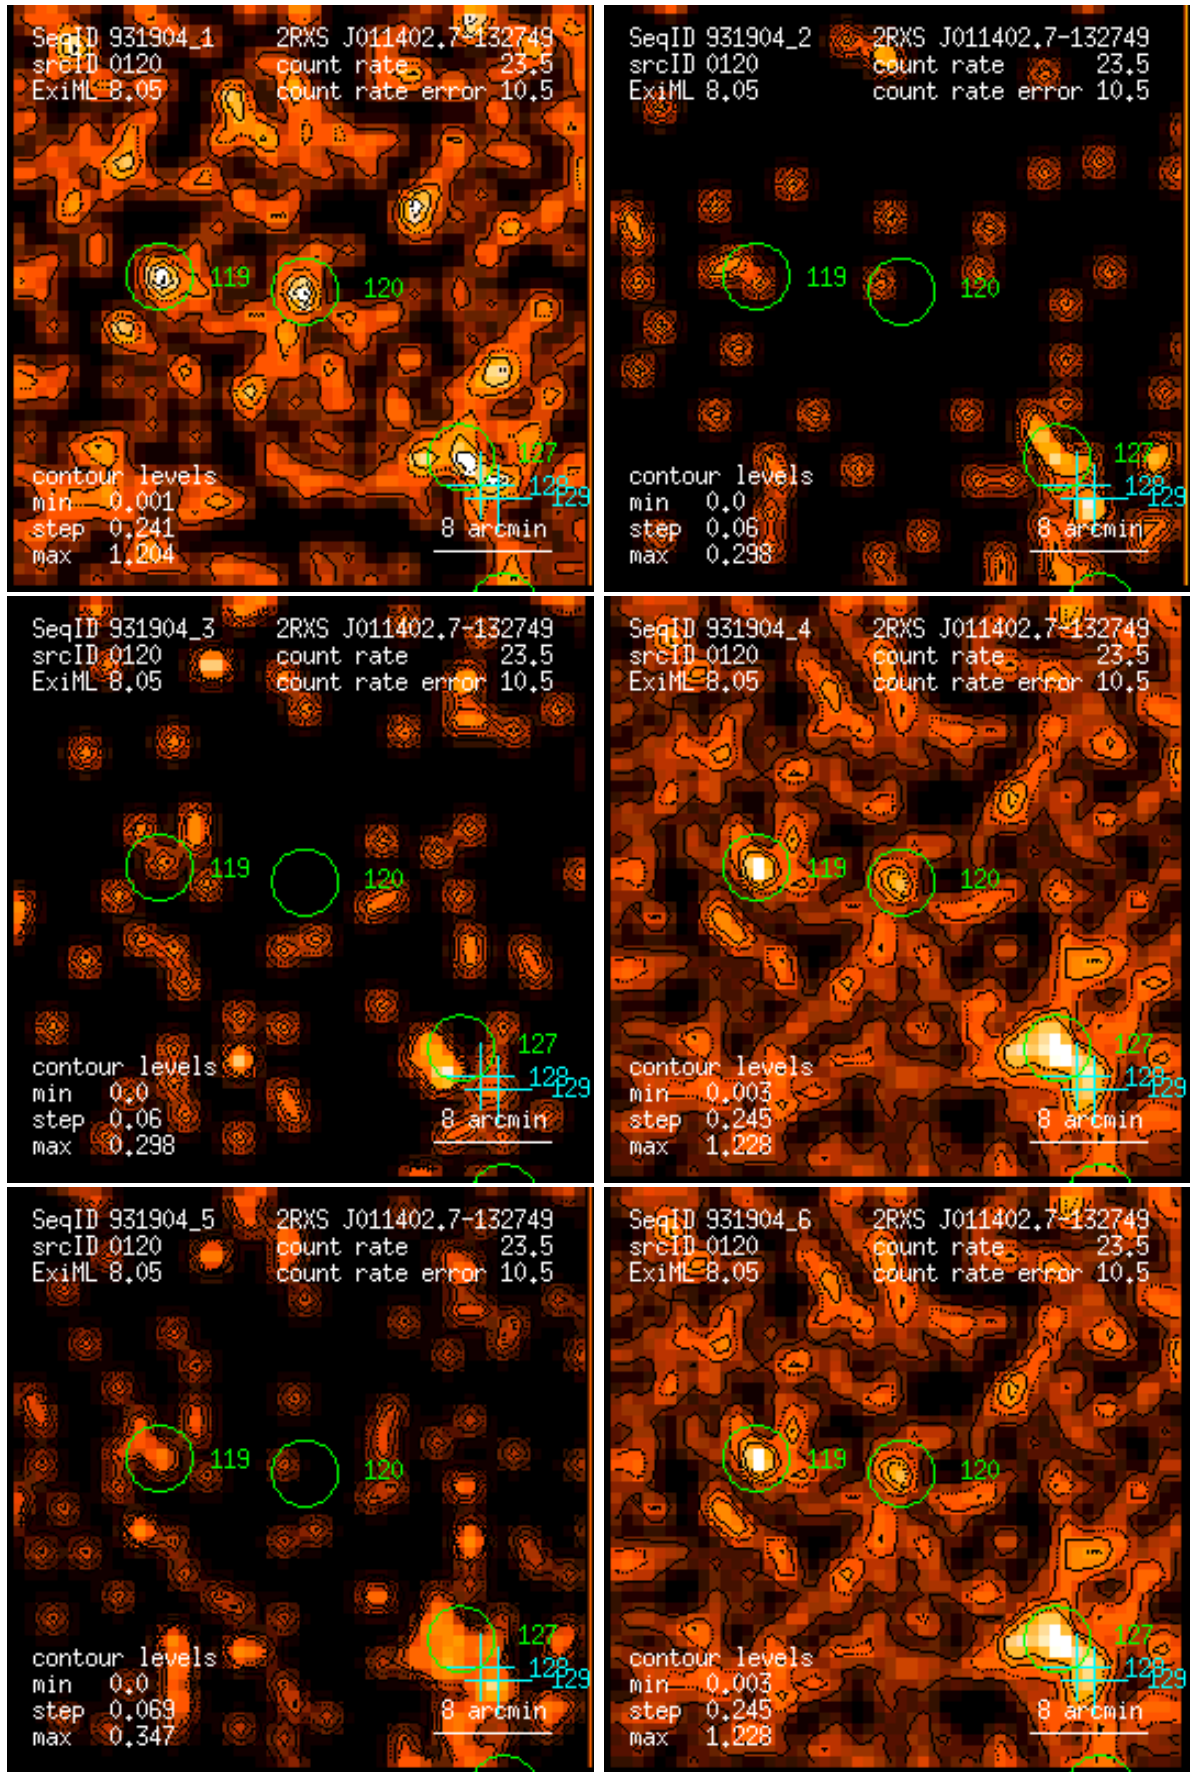 SeqID 931904_1 2RXS J011402.7-132749
srcID 0120 count rate 23.5
ExiML 8.05 count rate error 10.5
119
120
127
contour levels
128
129
min 0.001
step 0.241
8 arcmin
max 1.204
SeqID 931904_2 2RXS J011402.7-132749
srcID 0120 count rate 23.5
ExiML 8.05 count rate error 10.5
119
120
127
contour levels
128
129
min 0.0
step 0.06
8 arcmin
max 0.298
SeqID 931904_3 2RXS J011402.7-132749
srcID 0120 count rate 23.5
ExiML 8.05 count rate error 10.5
119
120
127
contour levels
128
129
min 0.0
step 0.06
8 arcmin
max 0.298
SeqID 931904_4 2RXS J011402.7-132749
srcID 0120 count rate 23.5
ExiML 8.05 count rate error 10.5
119
120
127
contour levels
128
129
min 0.003
step 0.245
8 arcmin
max 1.228
SeqID 931904_5 2RXS J011402.7-132749
srcID 0120 count rate 23.5
ExiML 8.05 count rate error 10.5
119
120
127
contour levels
128
129
min 0.0
step 0.069
8 arcmin
max 0.347
SeqID 931904_6 2RXS J011402.7-132749
srcID 0120 count rate 23.5
ExiML 8.05 count rate error 10.5
119
120
127
contour levels
128
129
min 0.003
step 0.245
8 arcmin
max 1.228